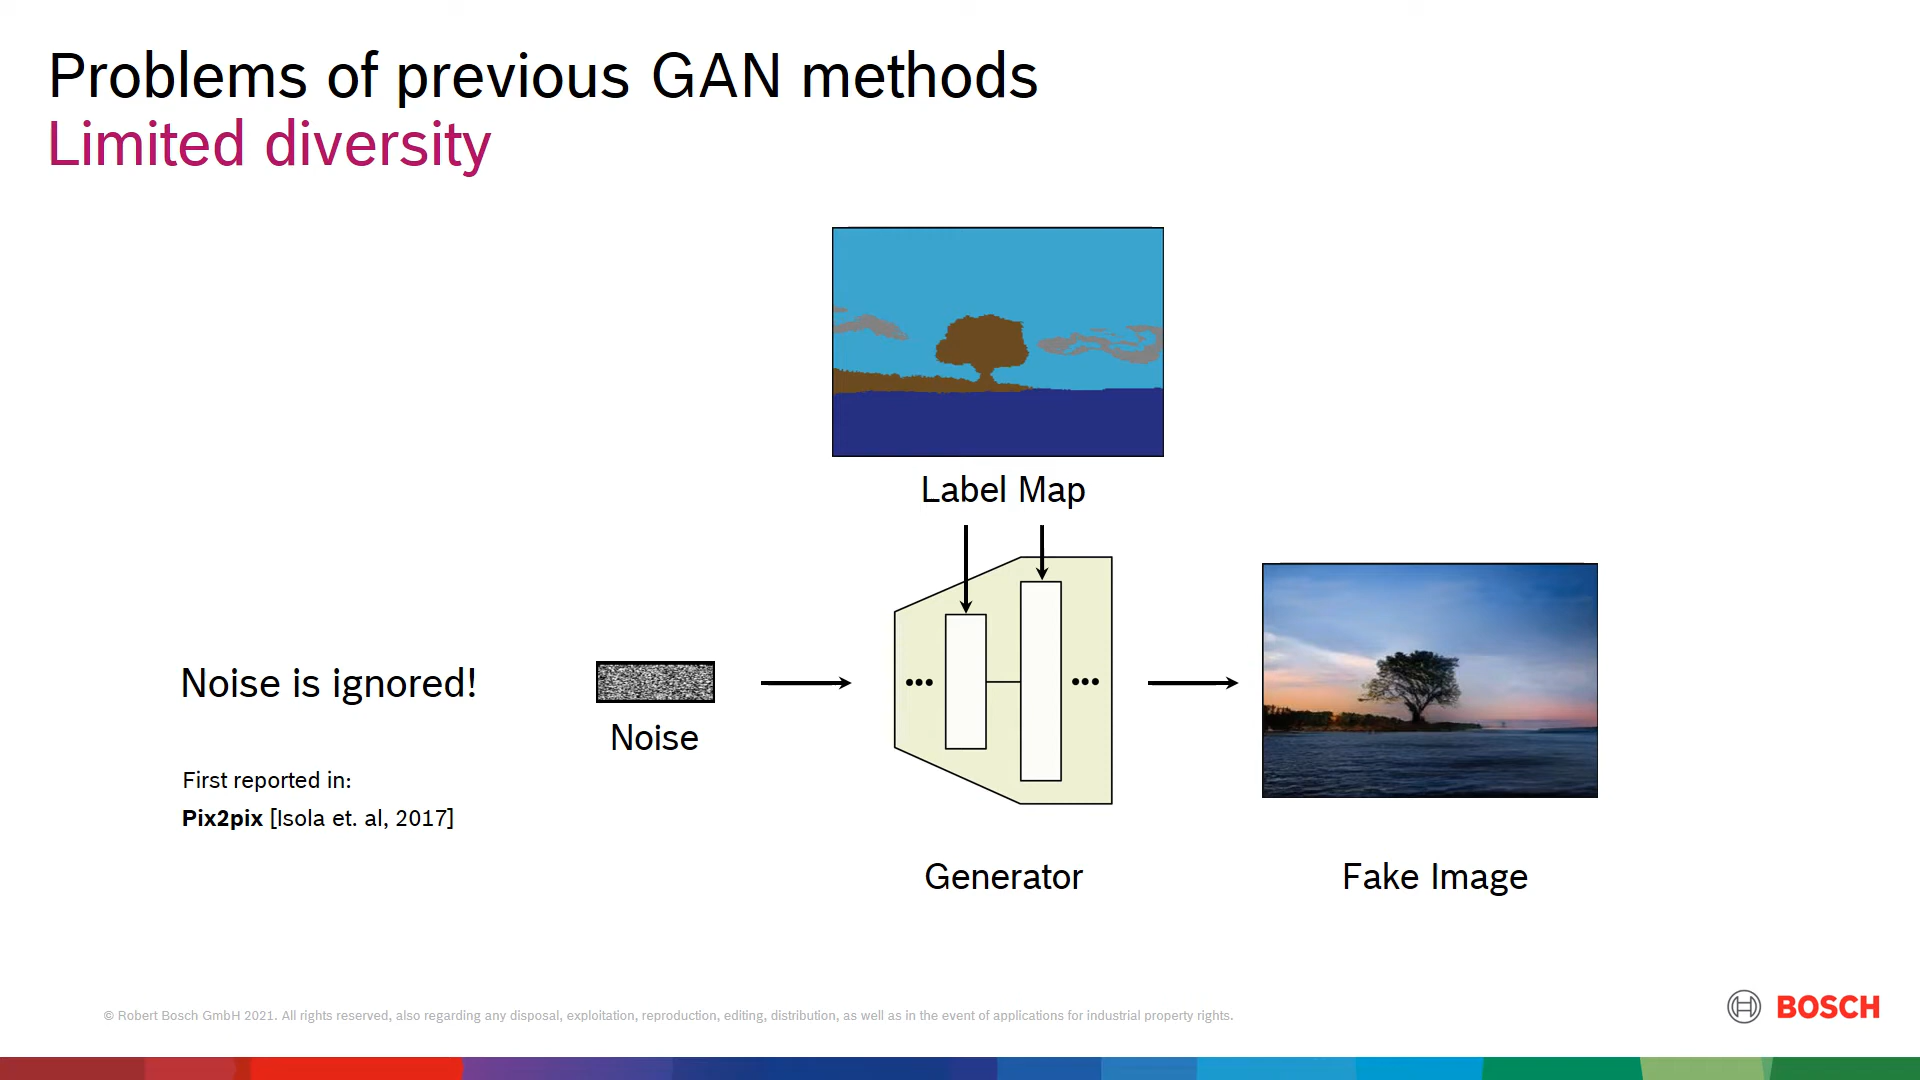 Problems of previous GAN methods
Limited diversity
Label Map
Noise is ignored!
Noise
First reported in:
Pix2pix [Isola et. al, 2017]
Generator
Fake Image
© Robert Bosch GmbH 2021. All rights reserved, also regarding any disposal, exploitation, reproduction, editing, distribution, as well as in the event of applications for industrial property rights.
BOSCH